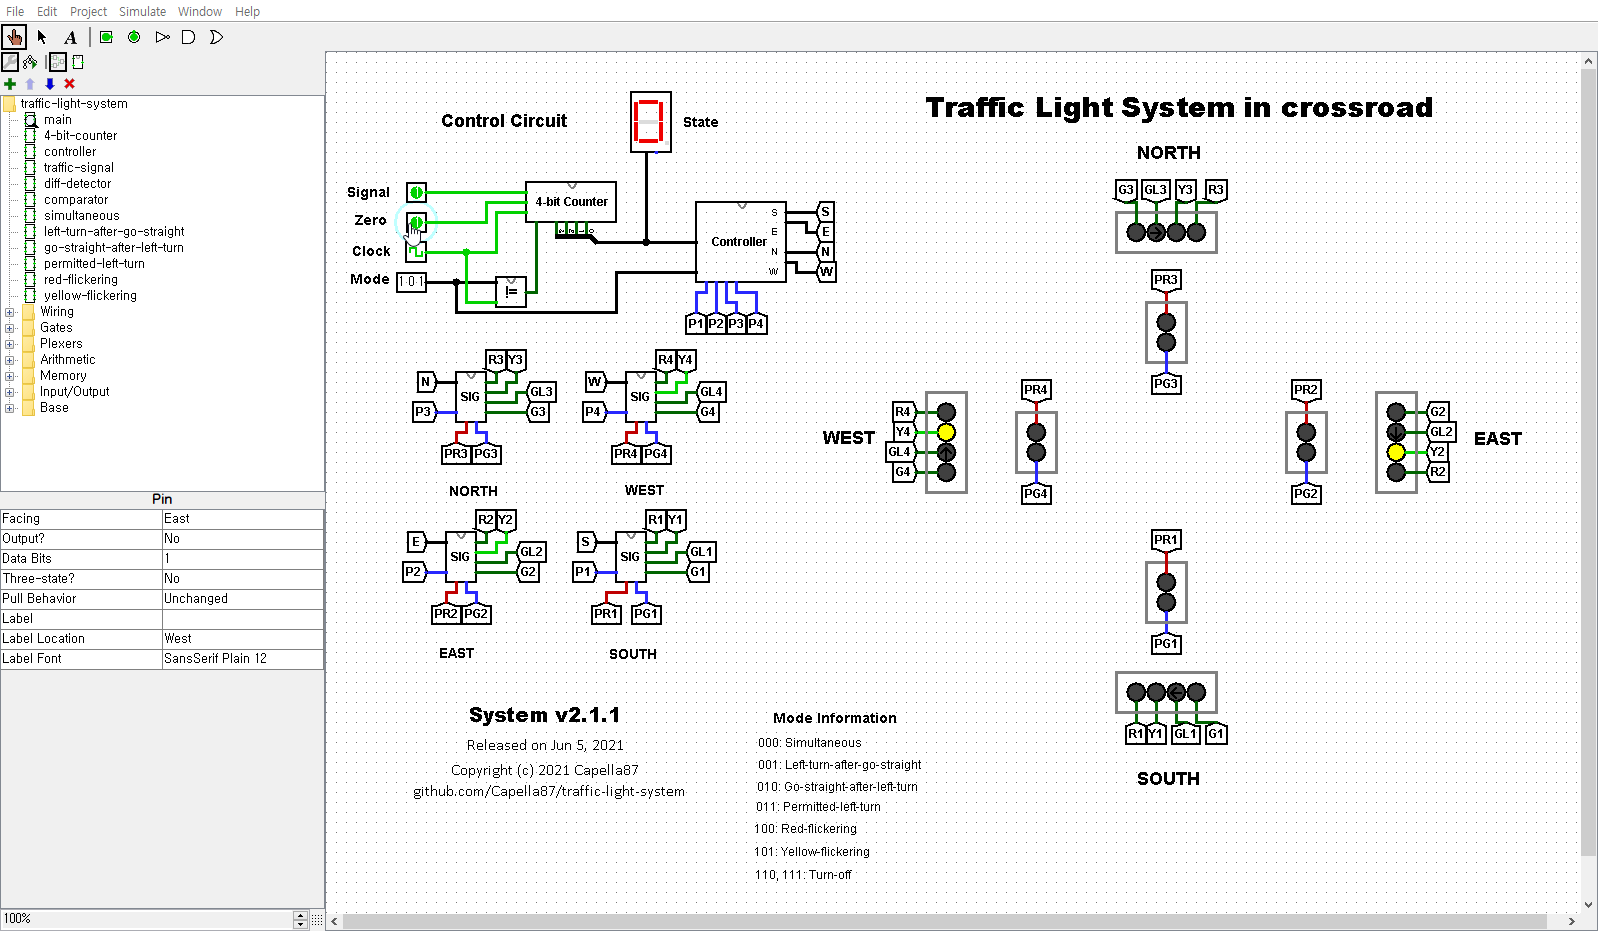 File Edit Project Simulate Window Help
A
traffic-light-system
main
4-bit-counter
controller
traffic-signal
diff-detector
comparator
simultaneous
left-turn-after-go-straight
go-straight-after-left-turn
permitted-left-turn
red-flickering
yellow-flickering
Wiring
Gates
Plexers
Arithmetic
Memory
Input/Output
Base
Pin
Facing East
Output? No
Data Bits 1
Three-state? No
Pull Behavior Unchanged
Label
Label Location West
Label Font SansSerif Plain 12
100%
Control Circuit
0
State
Signal 1
Zero
Clock
Mode 1 0 1
4-bit Counter
3 2 1 0
!=
Controller
S
E
N
W
S
E
N
W
P1 P2 P3 P4
R3 Y3
N
SIG
GL3
P3
G3
PR3 PG3
NORTH
R4 Y4
W
SIG
GL4
P4
G4
PR4 PG4
WEST
R2 Y2
E
SIG
GL2
P2
G2
PR2 PG2
EAST
R1 Y1
S
SIG
GL1
P1
G1
PR1 PG1
SOUTH
System v2.1.1
Released on Jun 5, 2021
Copyright (c) 2021 Capella87
github.com/Capella87/traffic-light-system
Mode Information
000: Simultaneous
001: Left-turn-after-go-straight
010: Go-straight-after-left-turn
011: Permitted-left-turn
100: Red-flickering
101: Yellow-flickering
110, 111: Turn-off
Traffic Light System in crossroad
NORTH
G3 GL3 Y3 R3
PR3
PG3
WEST
R4
Y4
GL4
G4
PR4
PG4
PR2
PG2
G2
GL2
Y2
R2
EAST
PR1
PG1
R1 Y1 GL1 G1
SOUTH